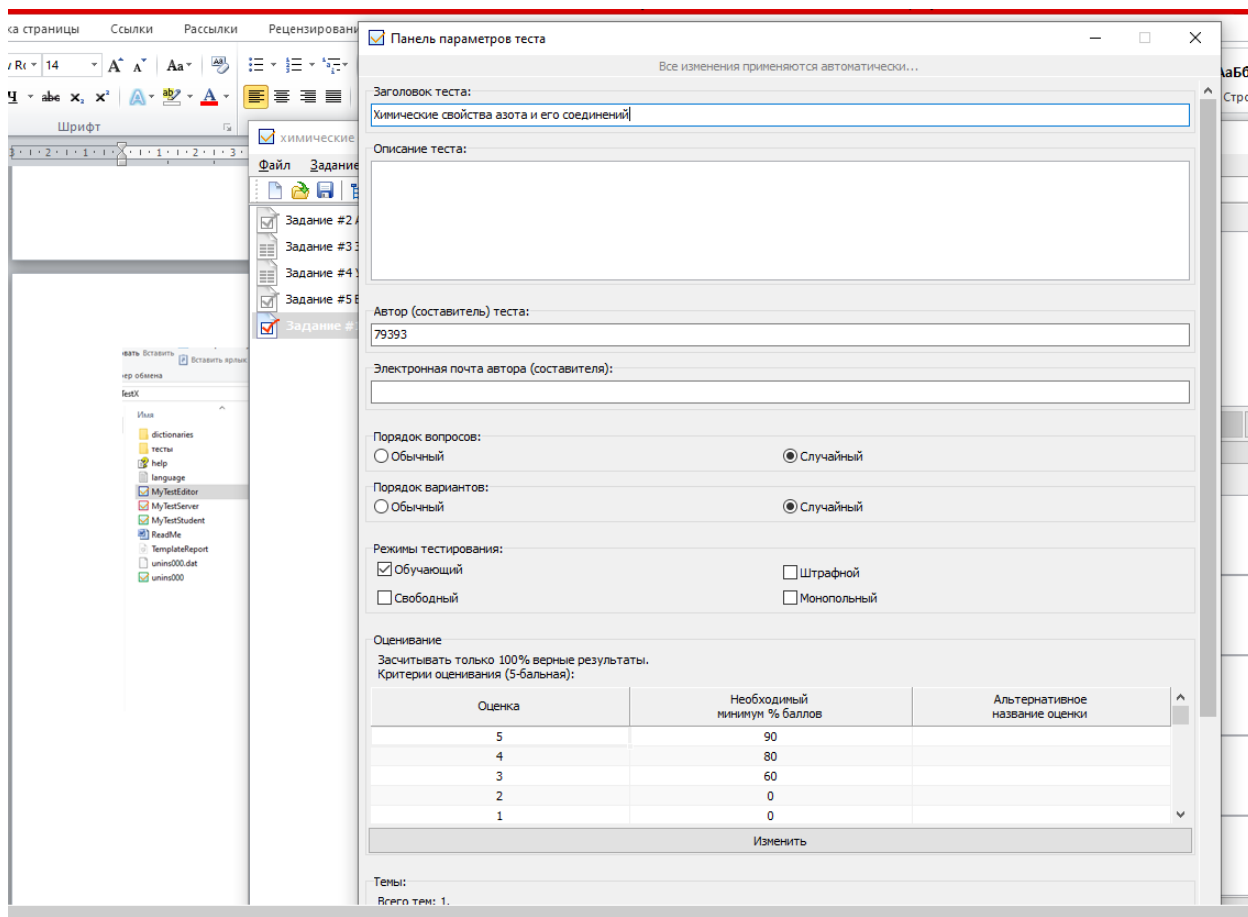 ка страницы Ссылки Рассылки Рецензировани
14
Шрифт
Строк
химические
Файл Задание
Задание #2
Задание #3
Задание #4
Задание #5
Задание #
Вставить
Вставить ярлык
ер обмена
TestX
Имя
dictionaries
тесты
help
language
MyTestEditor
MyTestServer
MyTestStudent
ReadMe
TemplateReport
unins000.dat
unins000
Панель параметров теста
Все изменения применяются автоматически...
Заголовок теста:
Химические свойства азота и его соединений
Описание теста:
Автор (составитель) теста:
79393
Электронная почта автора (составителя):
Порядок вопросов:
Обычный Случайный
Порядок вариантов:
Обычный Случайный
Режимы тестирования:
Обучающий Штрафной
Свободный Монопольный
Оценивание
Засчитывать только 100% верные результаты.
Критерии оценивания (5-бальная):
Оценка Необходимый минимум % баллов Альтернативное название оценки
5 90
4 80
3 60
2 0
1 0
Изменить
Темы:
Всего тем: 1.